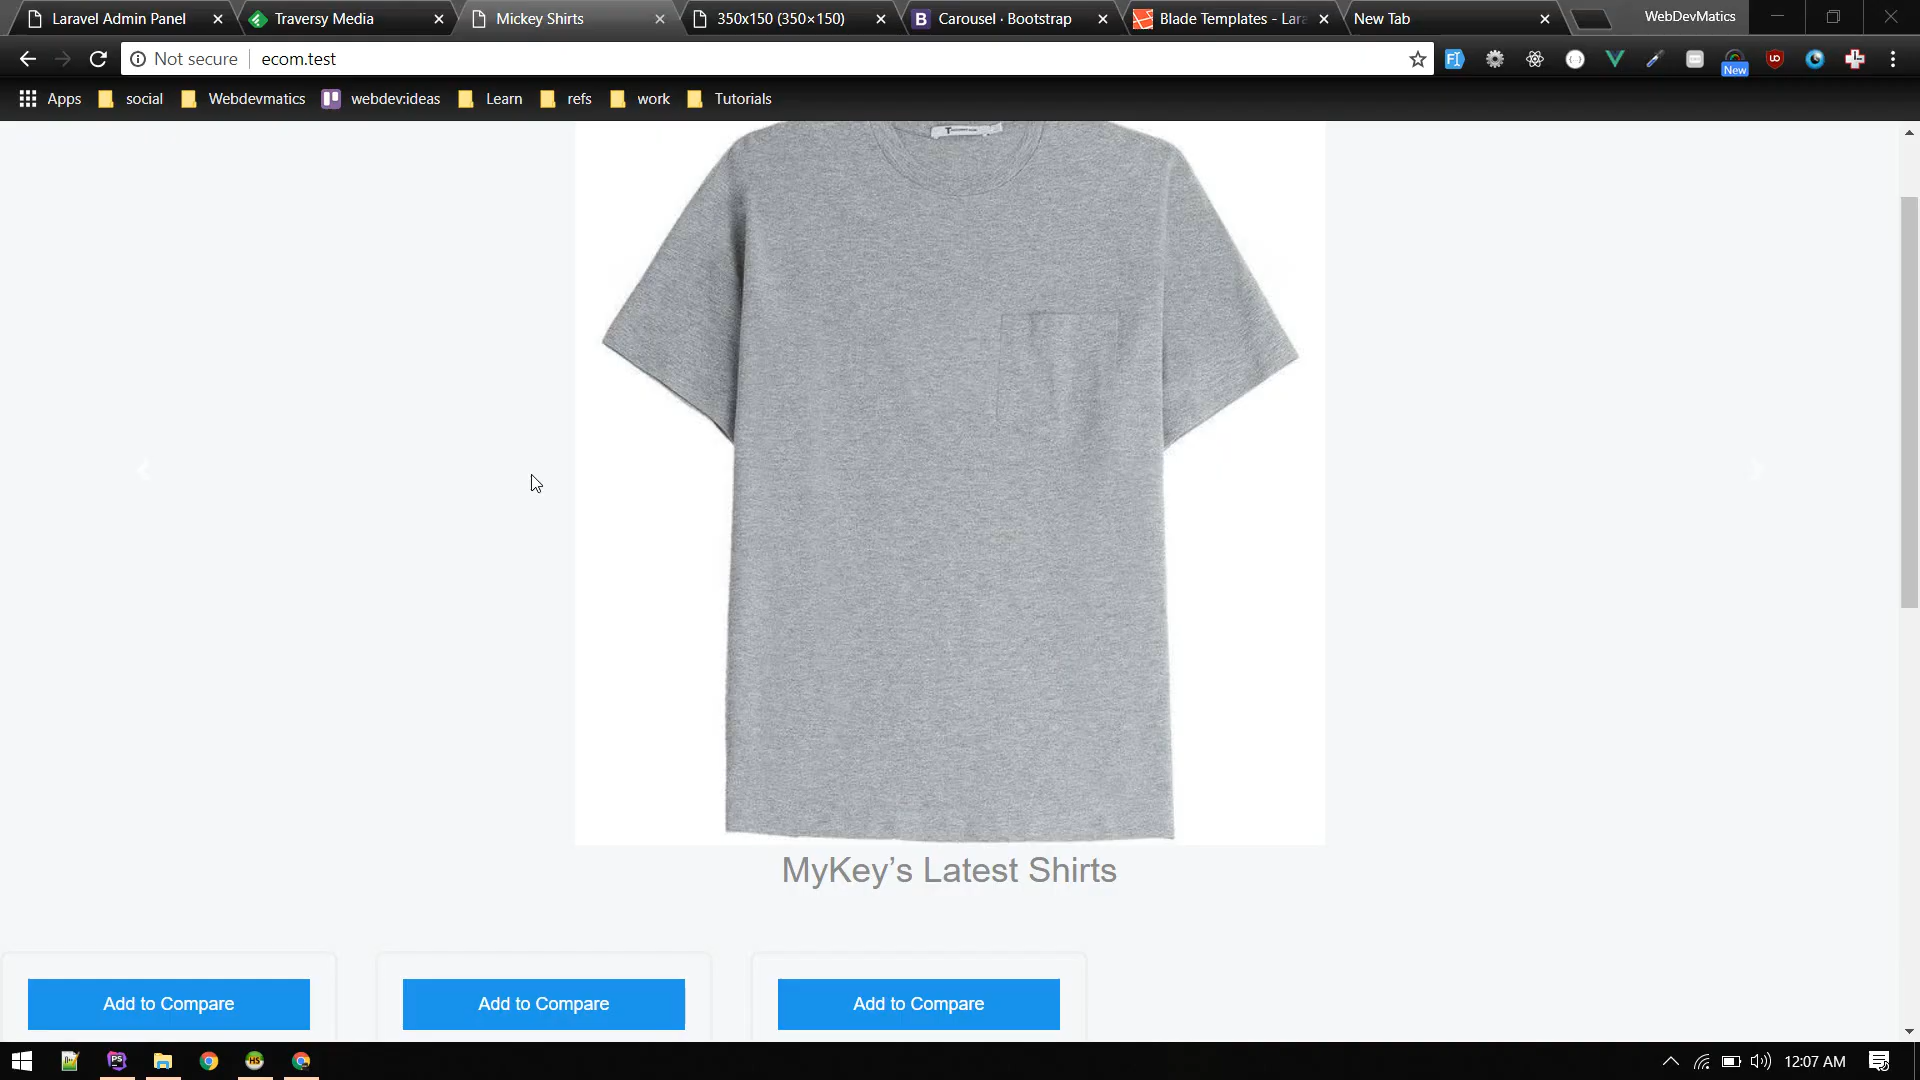 Laravel Admin Panel
Traversy Media
Mickey Shirts
350x150 (350×150)
Carousel · Bootstrap
Blade Templates - Lara
New Tab
WebDevMatics
Not secure
ecom.test
New
Apps
social
Webdevmatics
webdev:ideas
Learn
refs
work
Tutorials
MyKey’s Latest Shirts
Add to Compare
Add to Compare
Add to Compare
12:07 AM